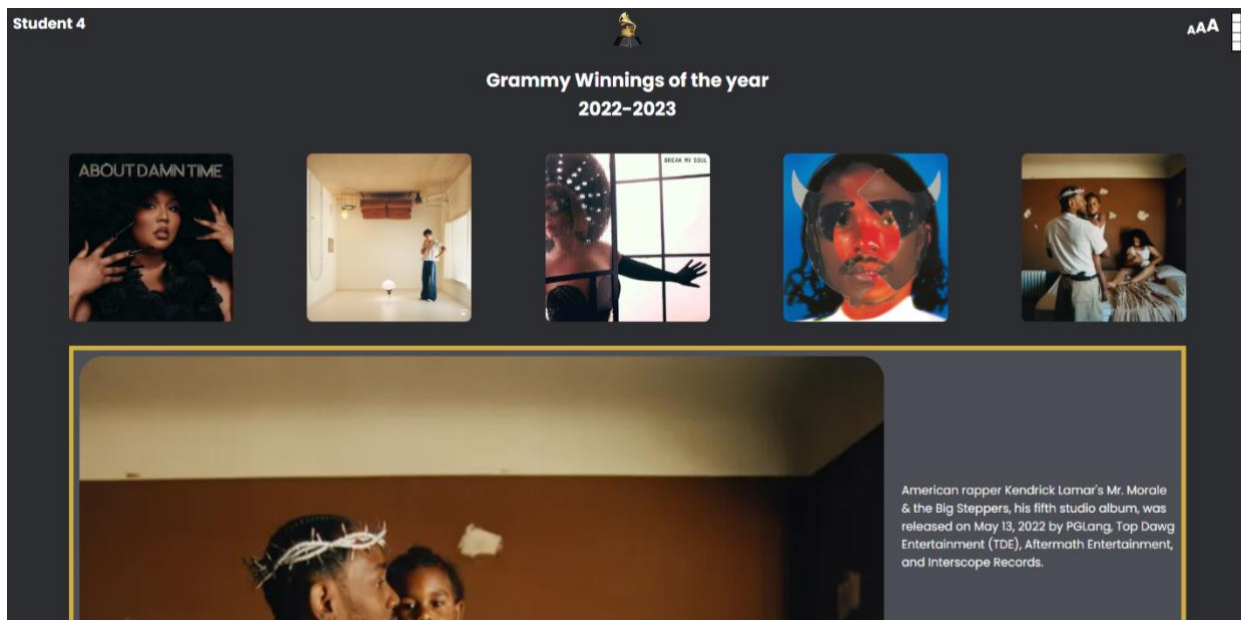 Student 4
AAA
Grammy Winnings of the year
2022-2023
ABOUT DAMN TIME
BREAK MY SOUL
American rapper Kendrick Lamar's Mr. Morale
& the Big Steppers, his fifth studio album, was
released on May 13, 2022 by PGLang, Top Dawg
Entertainment (TDE), Aftermath Entertainment,
and Interscope Records.